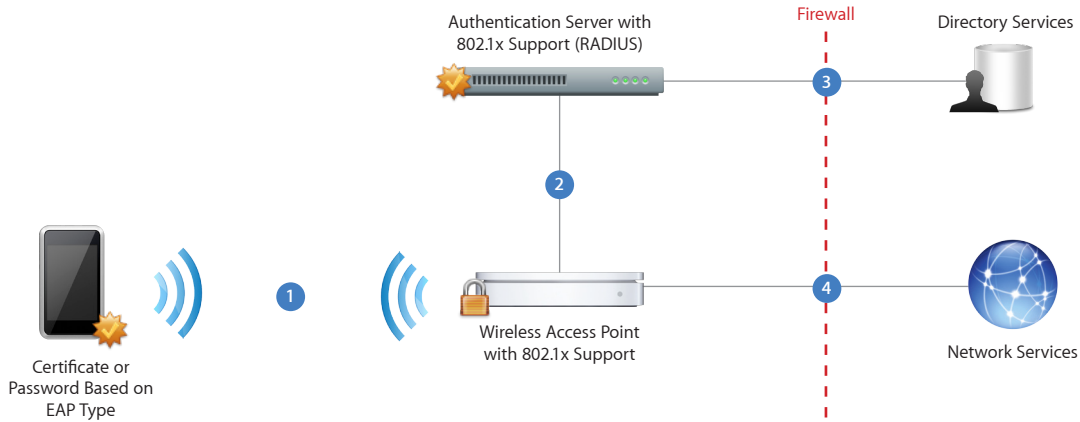 Authentication Server with
802.1x Support (RADIUS)
Firewall
Directory Services
3
2
1
4
Certificate or
Password Based on
EAP Type
Wireless Access Point
with 802.1x Support
Network Services